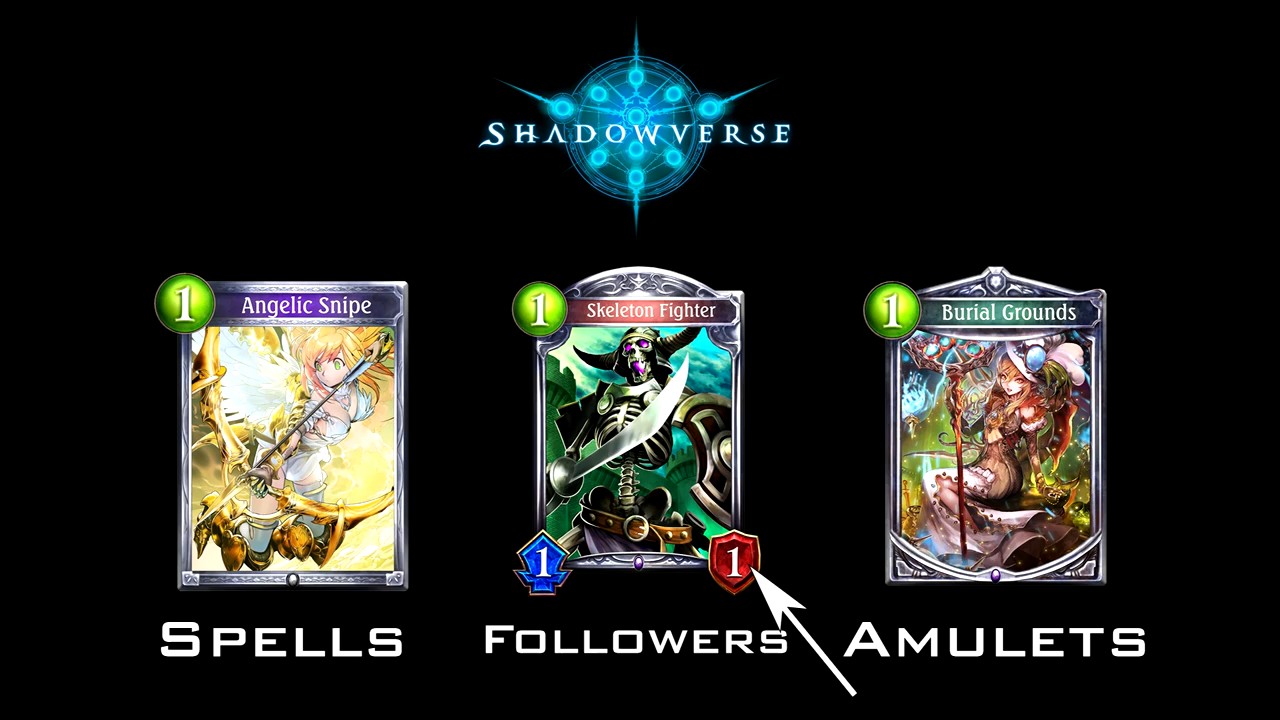 SHADOWVERSE
1 Angelic Snipe
1 Skeleton Fighter
1 Burial Grounds
1 1
SPELLS
FOLLOWERS
AMULETS